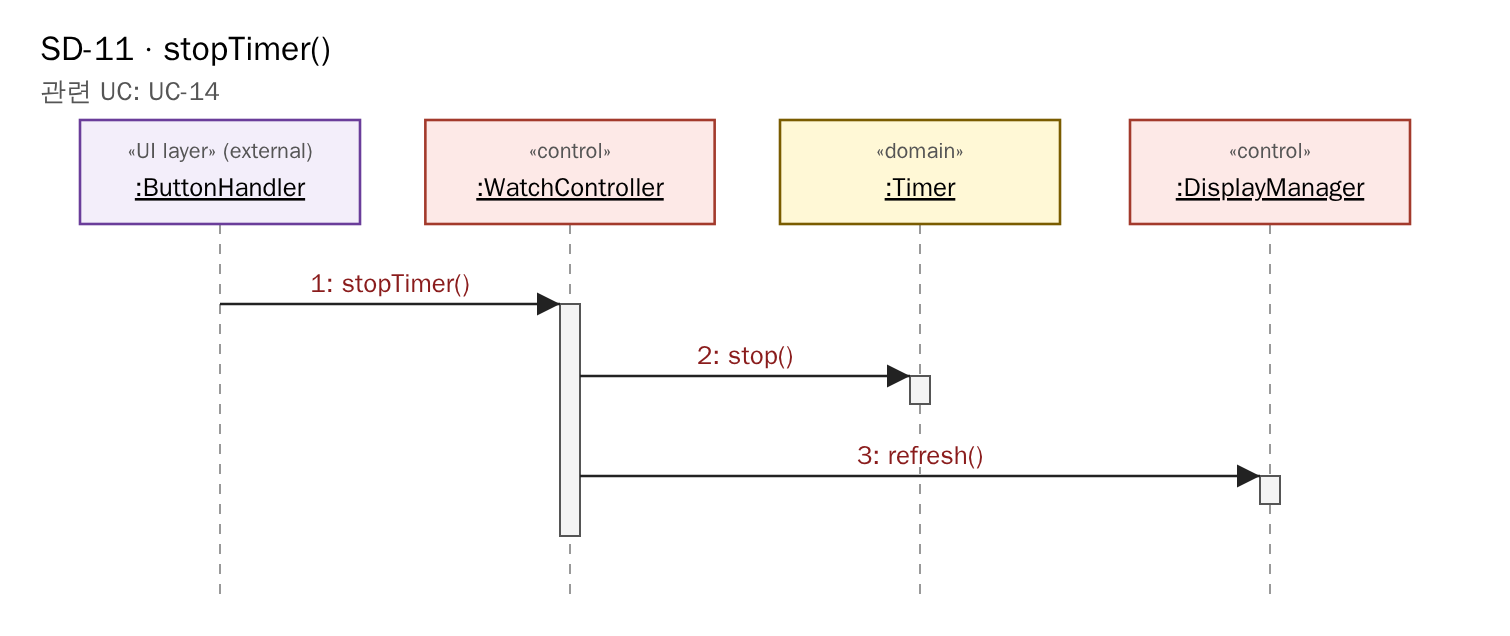 SD-11 · stopTimer()
관련 UC: UC-14
«UI layer» (external)
:ButtonHandler
«control»
:WatchController
«domain»
:Timer
«control»
:DisplayManager
1: stopTimer()
2: stop()
3: refresh()